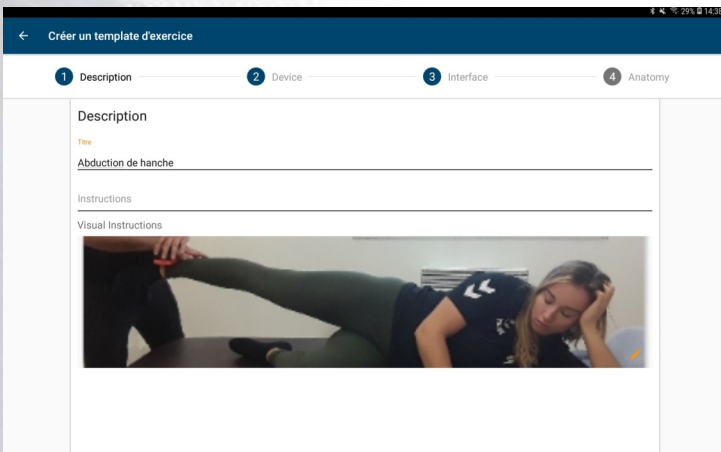 29% 14:38
← Créer un template d'exercice
1 Description 2 Device 3 Interface 4 Anatomy
Description
Titre
Abduction de hanche
Instructions
Visual Instructions